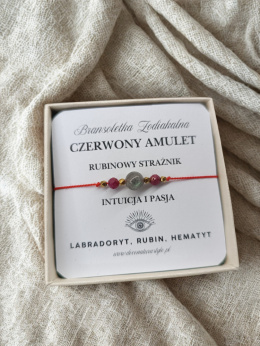 Bransoletka Zodiakalna
CZERWONY AMULET
RUBINOWY STRAŻNIK
INTUICJA I PASJA
LABRADORYT, RUBIN, HEMATYT